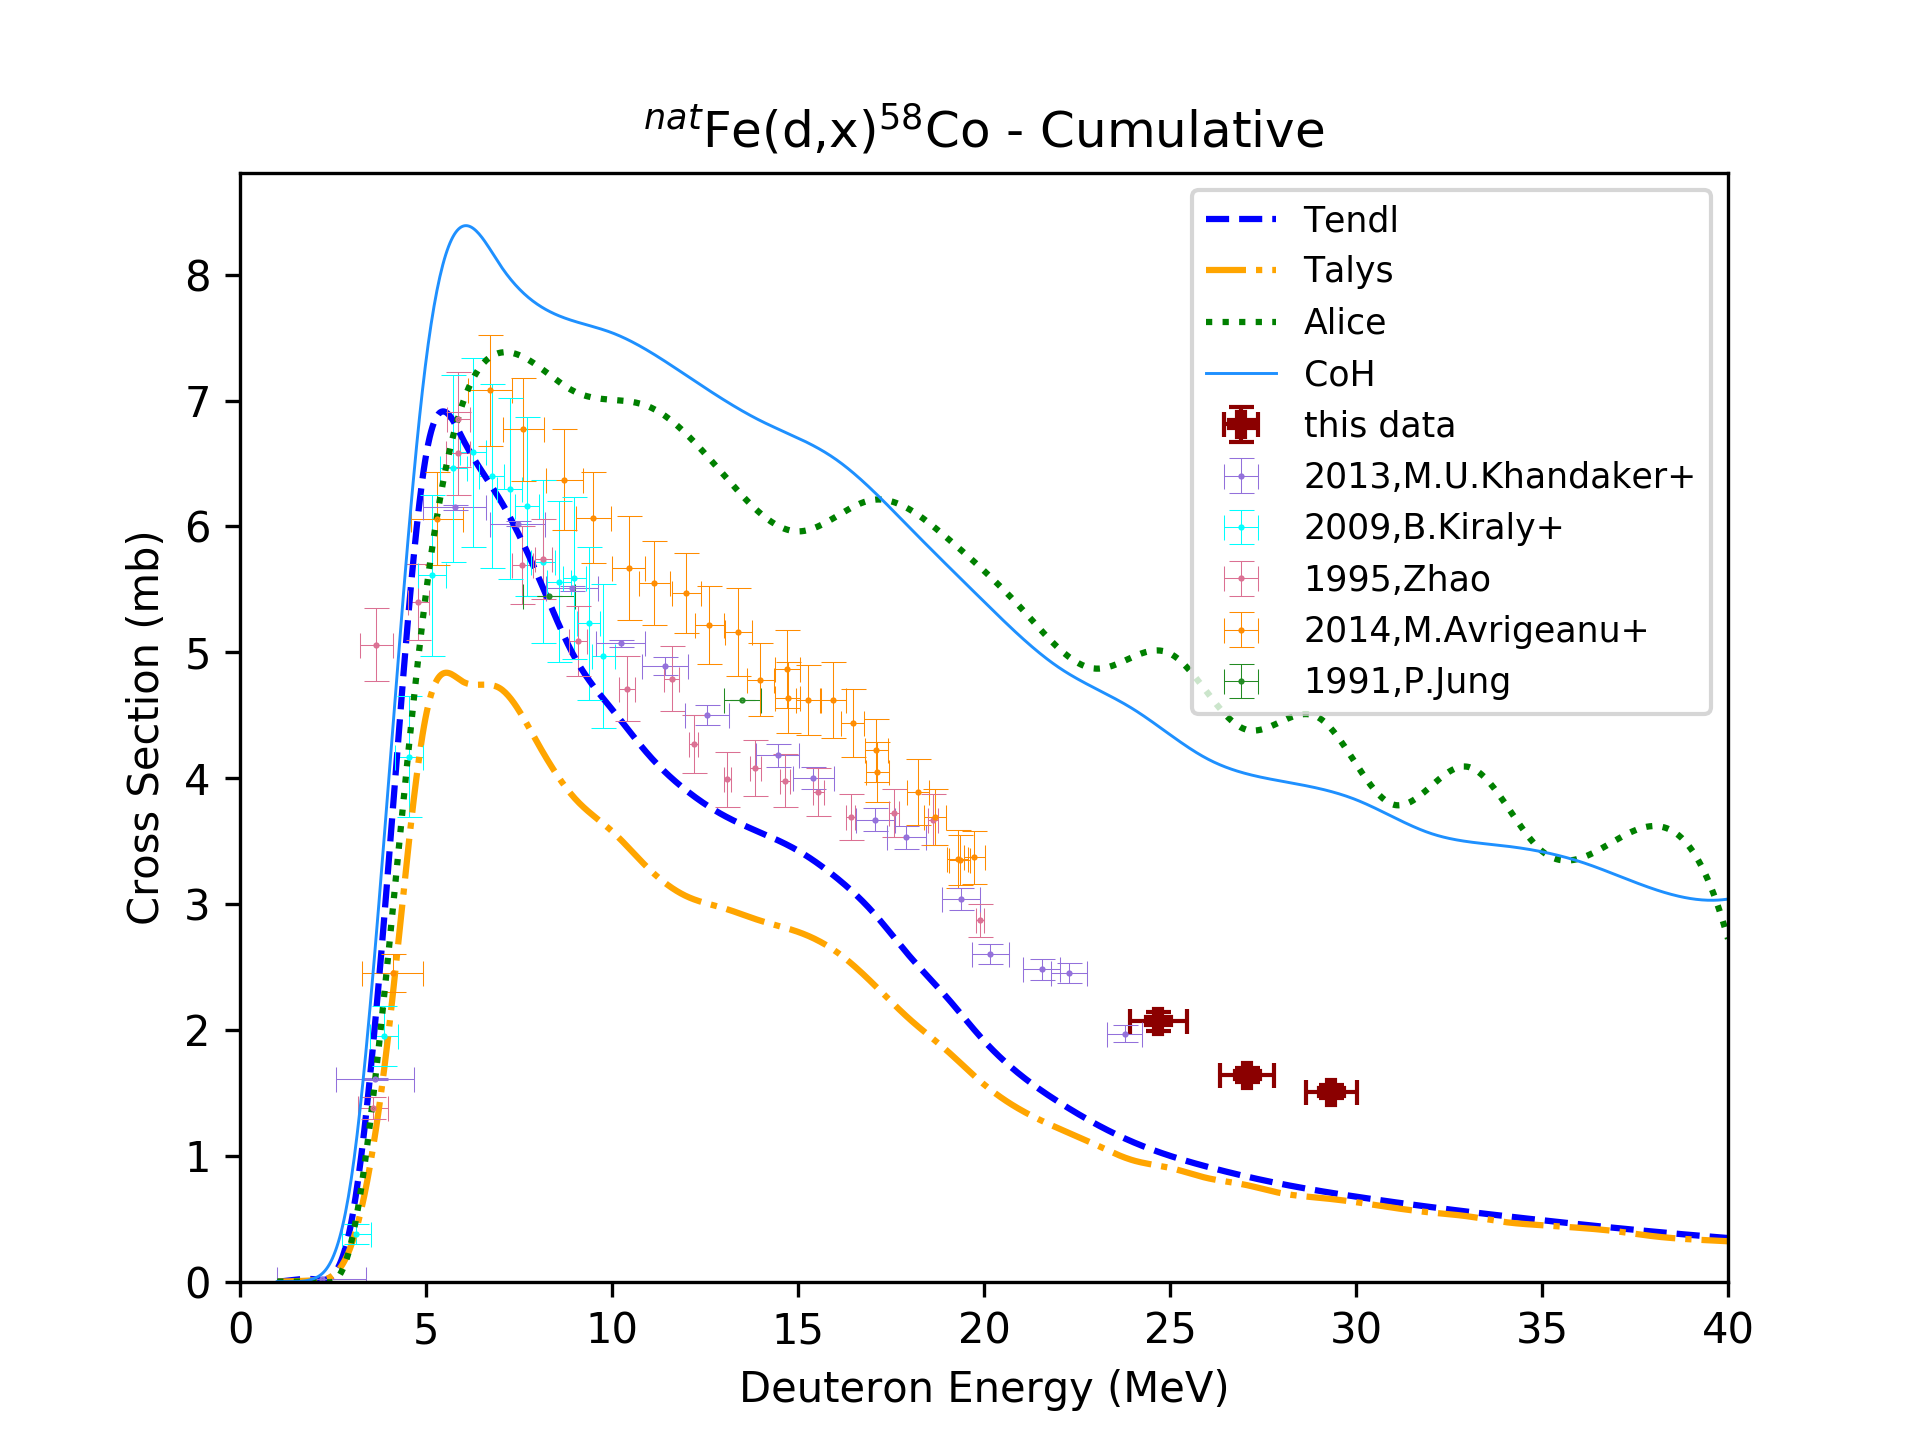 natFe(d,x)58Co - Cumulative
Cross Section (mb)
8
7
6
5
4
3
2
1
0
0 5 10 15 20 25 30 35 40
Deuteron Energy (MeV)
Tendl
Talys
Alice
CoH
this data
2013,M.U.Khandaker+
2009,B.Kiraly+
1995,Zhao
2014,M.Avrigeanu+
1991,P.Jung